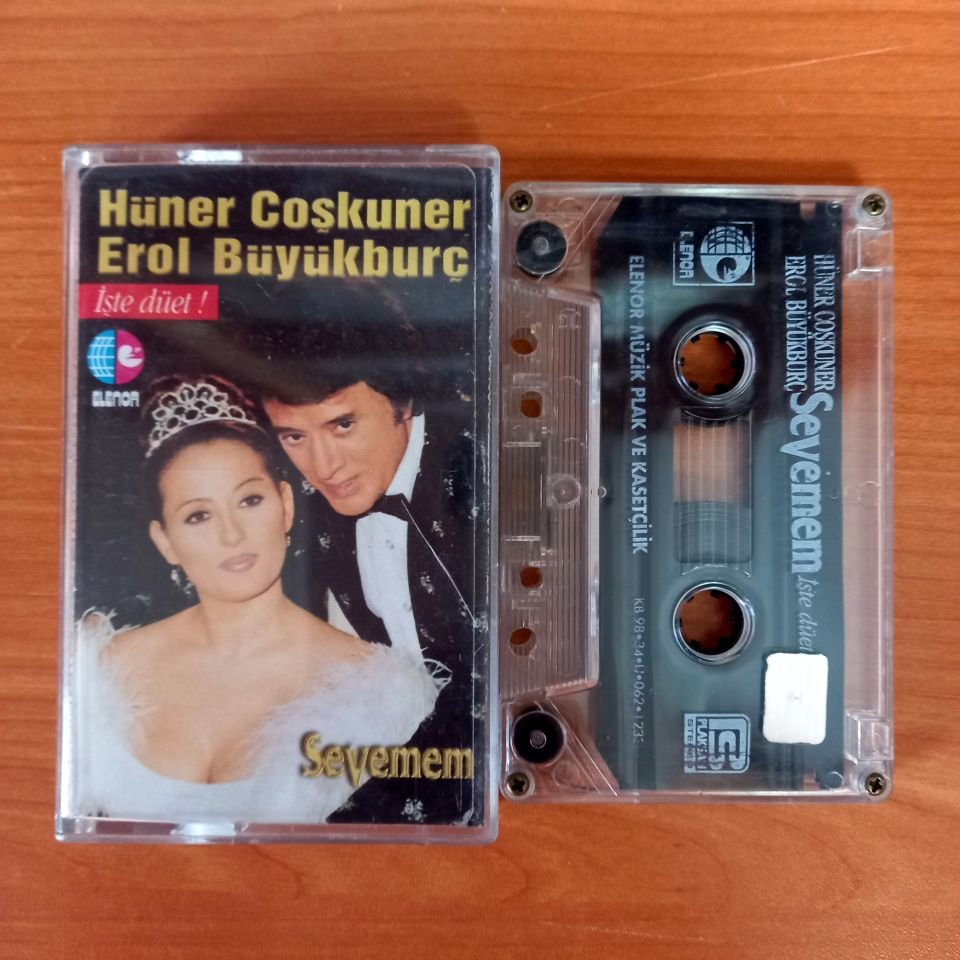 Hüner Coşkuner
Erol Büyükburç
İşte düet !
ELENOR
Sevemem
HÜNER COŞKUNER
EROL BÜYÜKBURÇ
Sevemem
İşte düet
ELENOR
ELENOR MÜZİK PLAK VE KASETÇİLİK
STEREO